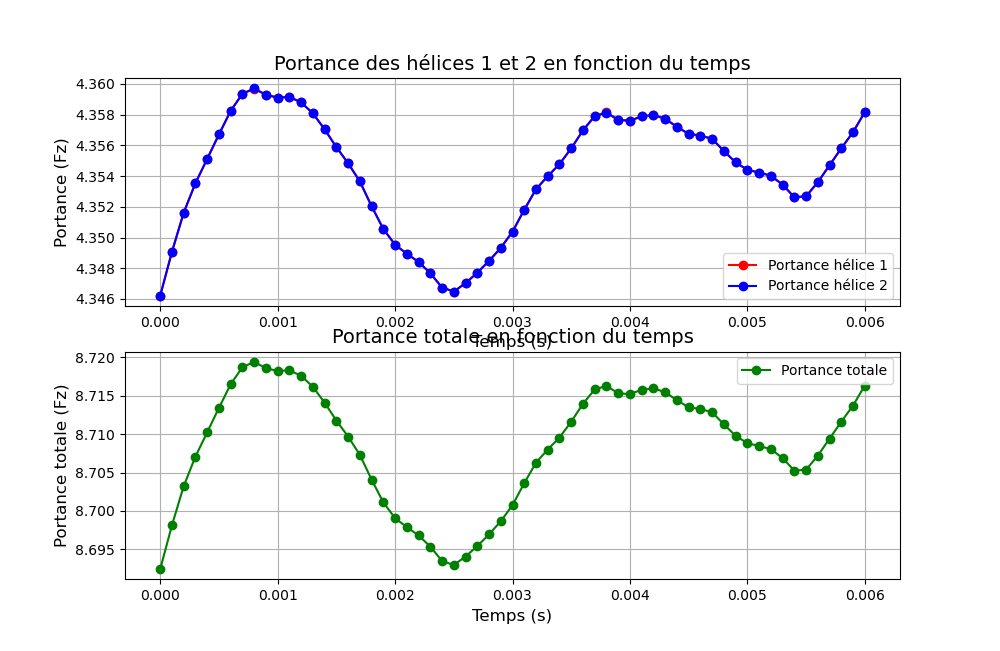 Portance des hélices 1 et 2 en fonction du temps
Portance (Fz)
4.360
4.358
4.356
4.354
4.352
4.350
4.348
4.346
Portance hélice 1
Portance hélice 2
0.000 0.001 0.002 0.003 0.004 0.005 0.006
Temps (s)
Portance totale en fonction du temps
Portance totale (Fz)
8.720
8.715
8.710
8.705
8.700
8.695
Portance totale
0.000 0.001 0.002 0.003 0.004 0.005 0.006
Temps (s)